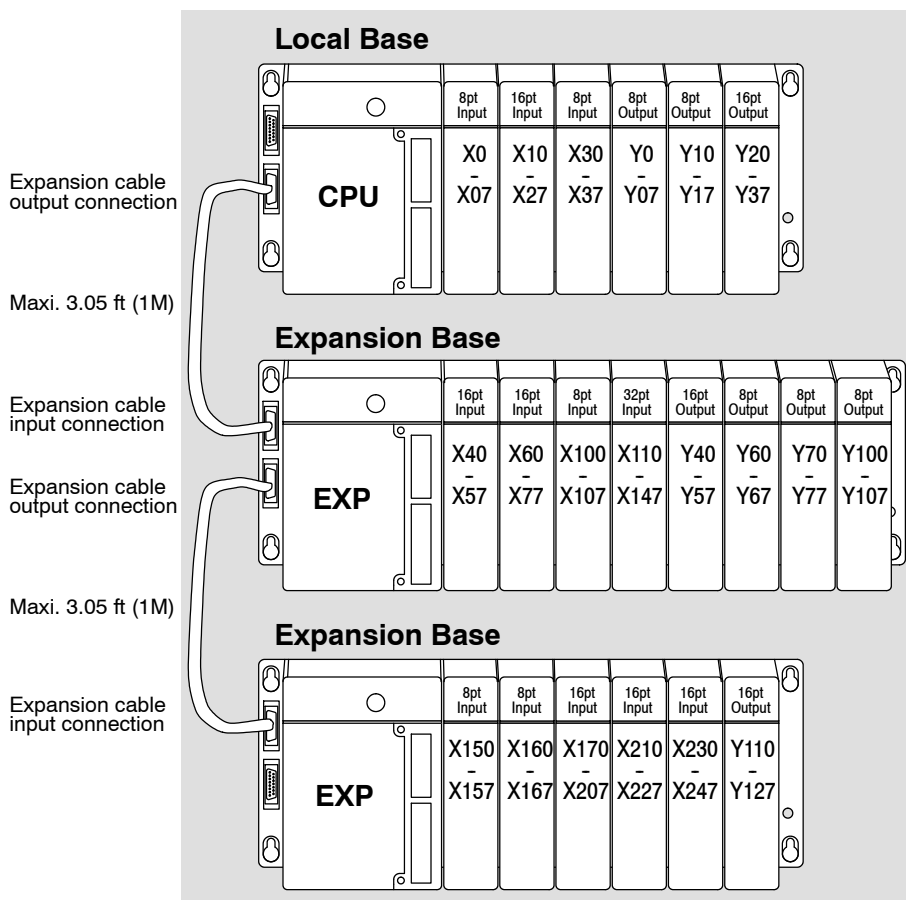 Local Base
8pt Input
16pt Input
8pt Input
8pt Output
8pt Output
16pt Output
CPU
X0 - X07
X10 - X27
X30 - X37
Y0 - Y07
Y10 - Y17
Y20 - Y37
Expansion cable
output connection
Maxi. 3.05 ft (1M)
Expansion Base
Expansion cable
input connection
16pt Input
16pt Input
8pt Input
32pt Input
16pt Output
8pt Output
8pt Output
8pt Output
Expansion cable
output connection
EXP
X40 - X57
X60 - X77
X100 - X107
X110 - X147
Y40 - Y57
Y60 - Y67
Y70 - Y77
Y100 - Y107
Maxi. 3.05 ft (1M)
Expansion Base
Expansion cable
input connection
8pt Input
8pt Input
16pt Input
16pt Input
16pt Input
16pt Output
EXP
X150 - X157
X160 - X167
X170 - X207
X210 - X227
X230 - X247
Y110 - Y127